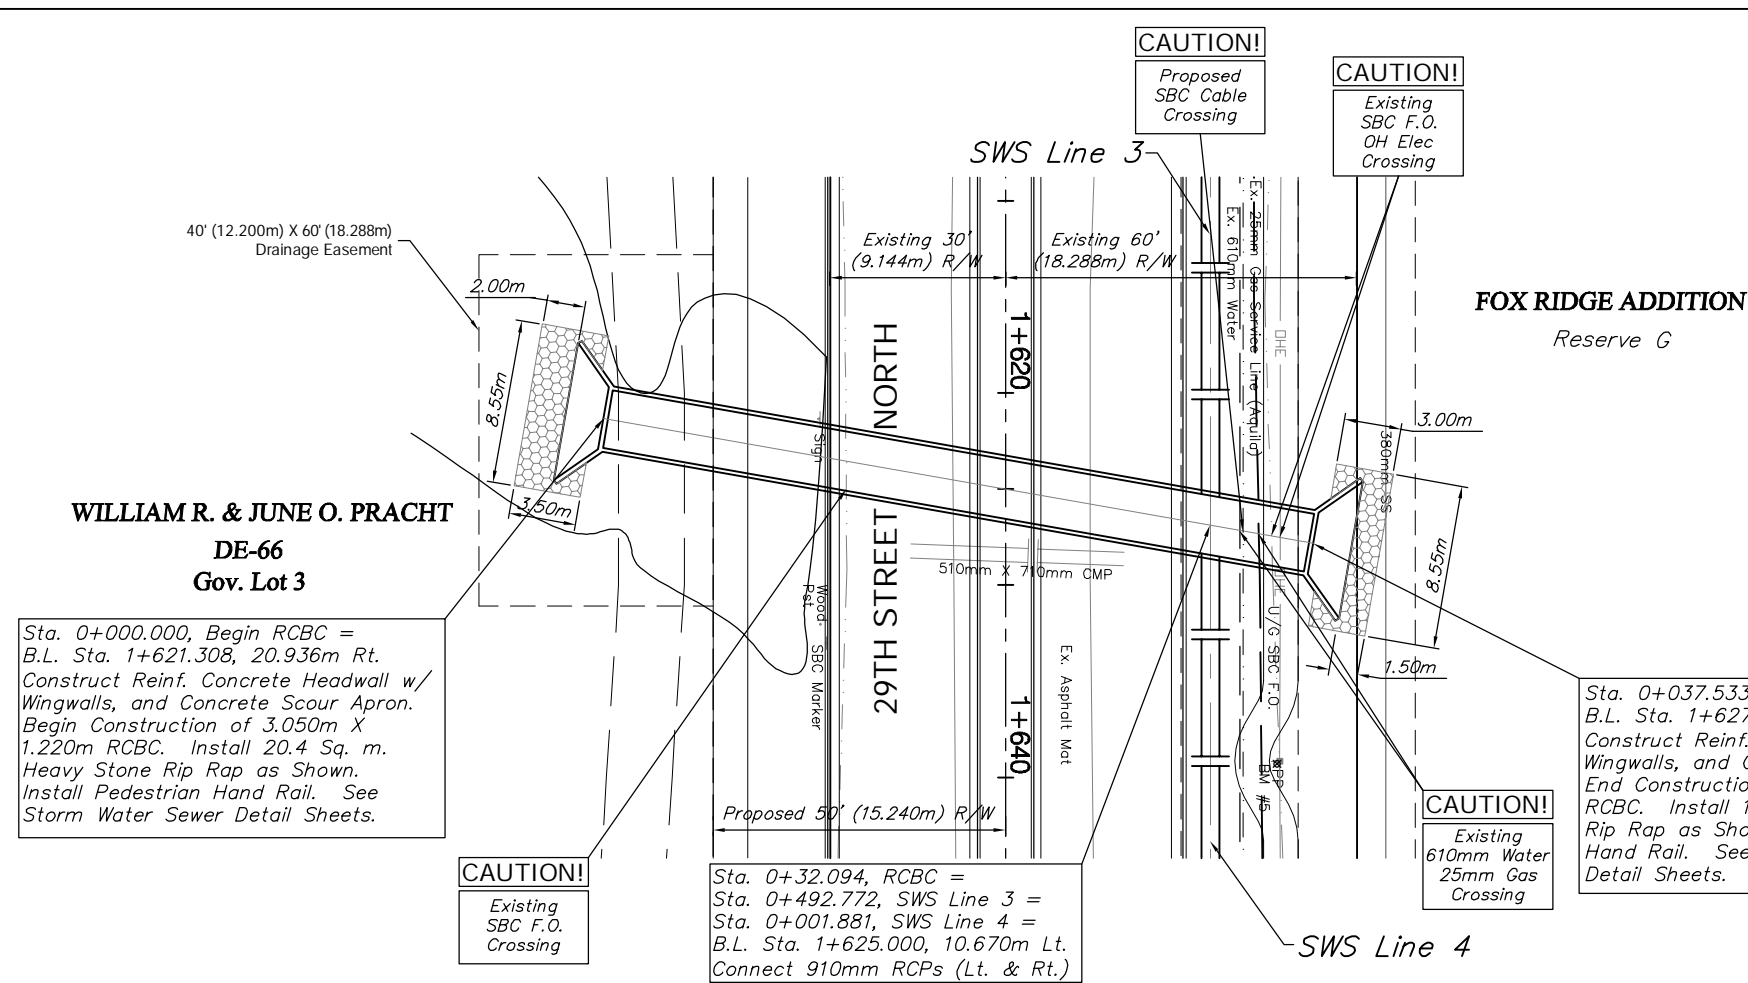 CAUTION!
Proposed
SBC Cable
Crossing
CAUTION!
Existing
SBC F.O.
OH Elec
Crossing
SWS Line 3
40' (12.200m) X 60' (18.288m)
Drainage Easement
Existing 30'
(9.144m) R/W
Existing 60'
(18.288m) R/W
Ex. 25mm Gas Service Line (Aquila)
Ex. 610mm Water
OHE
2.00m
8.55m
3.50m
1+620
29TH STREET NORTH
Sign
FOX RIDGE ADDITION
Reserve G
3.00m
380mm SS
8.55m
1.50m
WILLIAM R. & JUNE O. PRACHT
DE-66
Gov. Lot 3
510mm X 710mm CMP
Wood
Pst
SBC Marker
Ex. Asphalt Mat
OHE
U/G SBC F.O.
PP
BM #5
1+640
Sta. 0+000.000, Begin RCBC =
B.L. Sta. 1+621.308, 20.936m Rt.
Construct Reinf. Concrete Headwall w/
Wingwalls, and Concrete Scour Apron.
Begin Construction of 3.050m X
1.220m RCBC. Install 20.4 Sq. m.
Heavy Stone Rip Rap as Shown.
Install Pedestrian Hand Rail. See
Storm Water Sewer Detail Sheets.
Proposed 50' (15.240m) R/W
Sta. 0+037.533
B.L. Sta. 1+627
Construct Reinf.
Wingwalls, and
End Constructio
RCBC. Install 1
Rip Rap as Sho
Hand Rail. See
Detail Sheets.
CAUTION!
Existing
610mm Water
25mm Gas
Crossing
CAUTION!
Existing
SBC F.O.
Crossing
Sta. 0+32.094, RCBC =
Sta. 0+492.772, SWS Line 3 =
Sta. 0+001.881, SWS Line 4 =
B.L. Sta. 1+625.000, 10.670m Lt.
Connect 910mm RCPs (Lt. & Rt.)
SWS Line 4